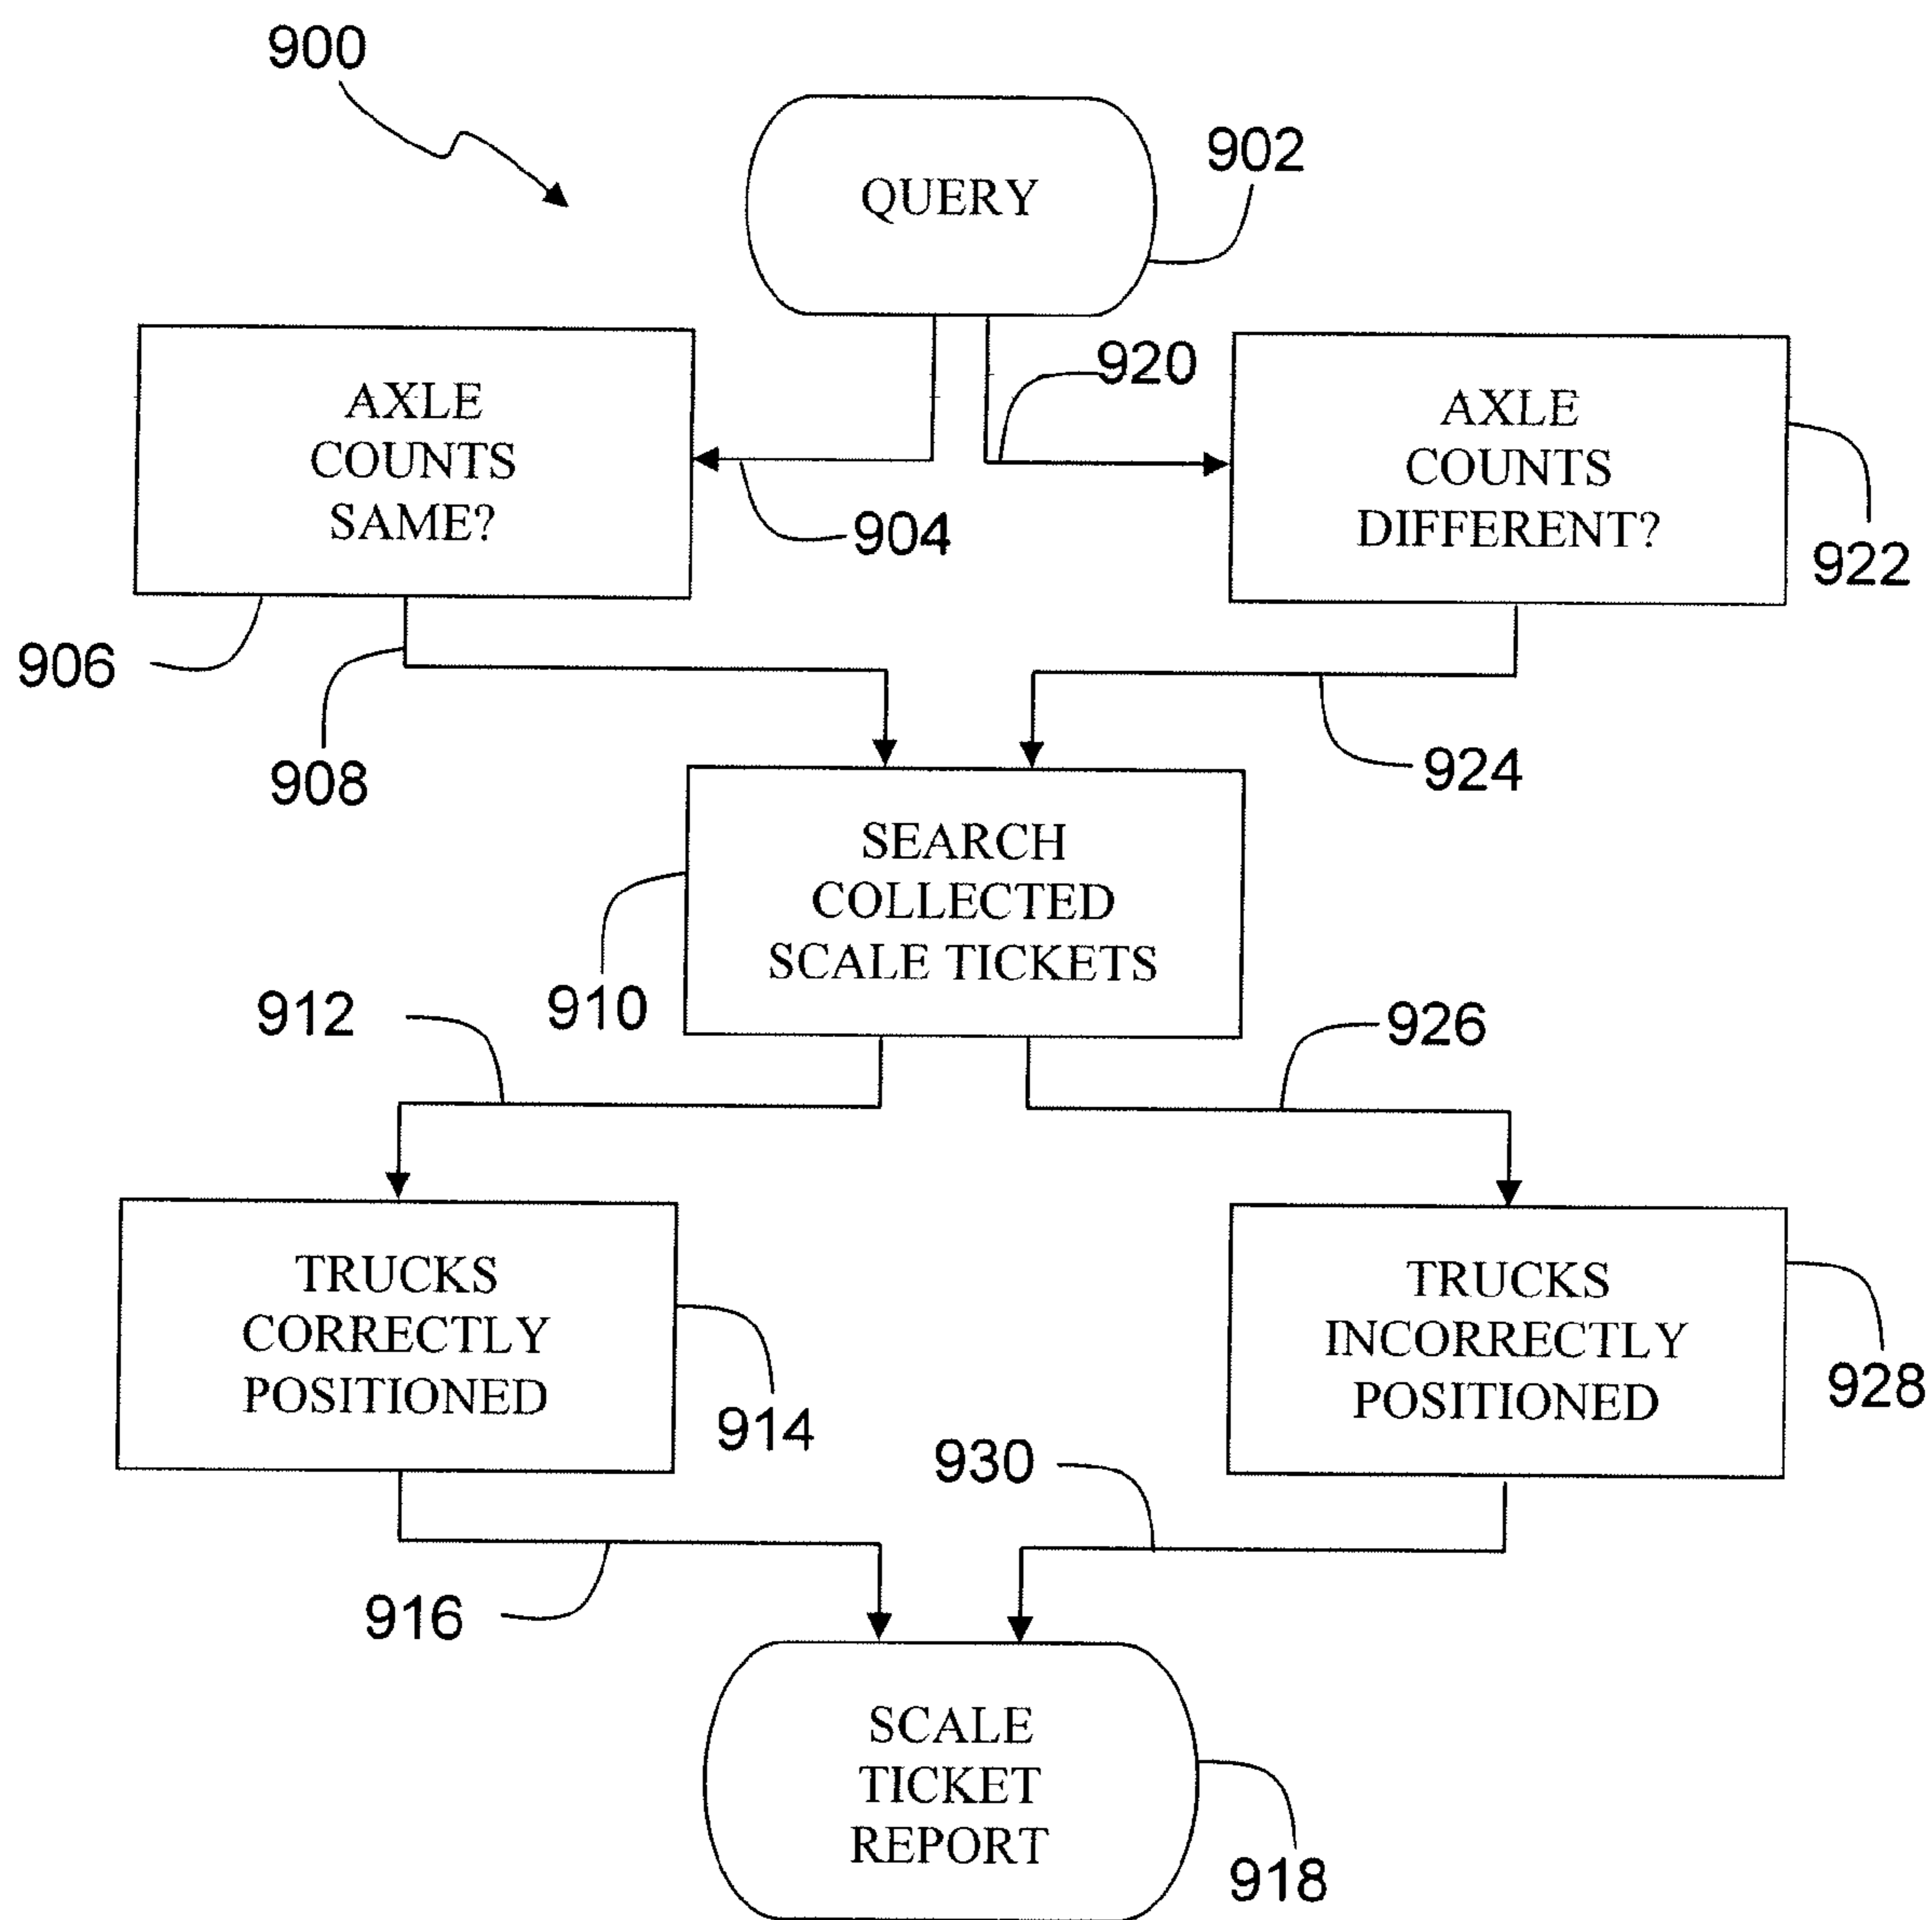 900
QUERY
902
AXLE
COUNTS
SAME?
920
AXLE
COUNTS
DIFFERENT?
904
922
906
908
924
SEARCH
COLLECTED
SCALE TICKETS
910
912
926
TRUCKS
CORRECTLY
POSITIONED
914
TRUCKS
INCORRECTLY
POSITIONED
928
930
916
SCALE
TICKET
REPORT
918